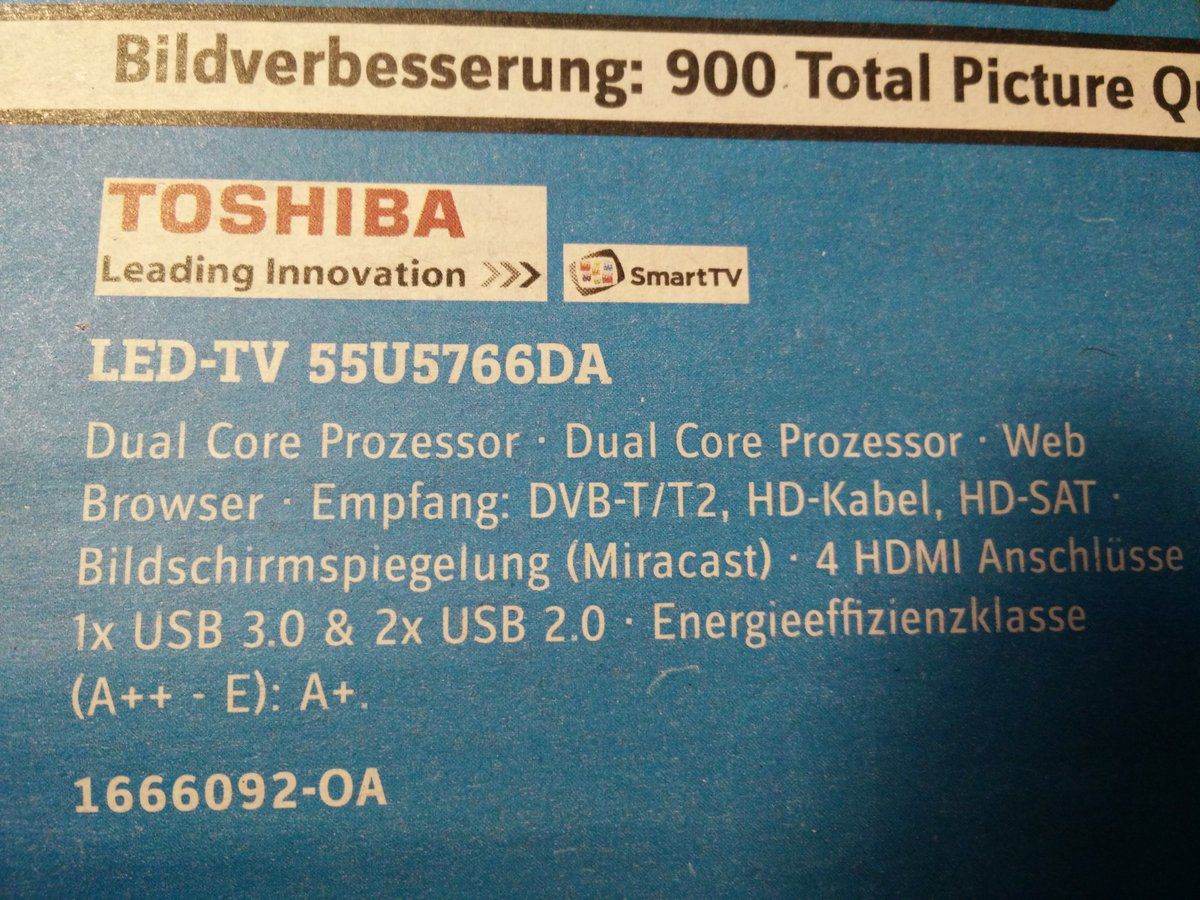 Bildverbesserung: 900 Total Picture
TOSHIBA
Leading Innovation >>>
SmartTV
LED-TV 55U5766DA
Dual Core Prozessor · Dual Core Prozessor · Web
Browser · Empfang: DVB-T/T2, HD-Kabel, HD-SAT ·
Bildschirmspiegelung (Miracast) · 4 HDMI Anschlüsse
1x USB 3.0 & 2x USB 2.0 · Energieeffizienzklasse
(A++ - E): A+.
1666092-OA